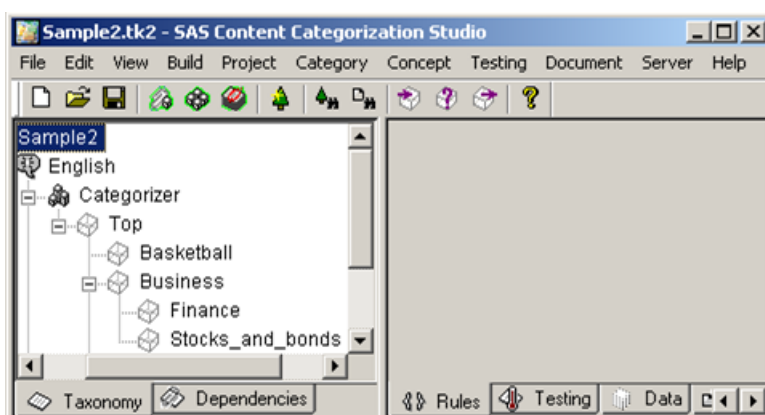 Sample2.tk2 - SAS Content Categorization Studio
File Edit View Build Project Category Concept Testing Document Server Help
Sample2
English
Categorizer
Top
Basketball
Business
Finance
Stocks_and_bonds
Taxonomy Dependencies
Rules Testing Data